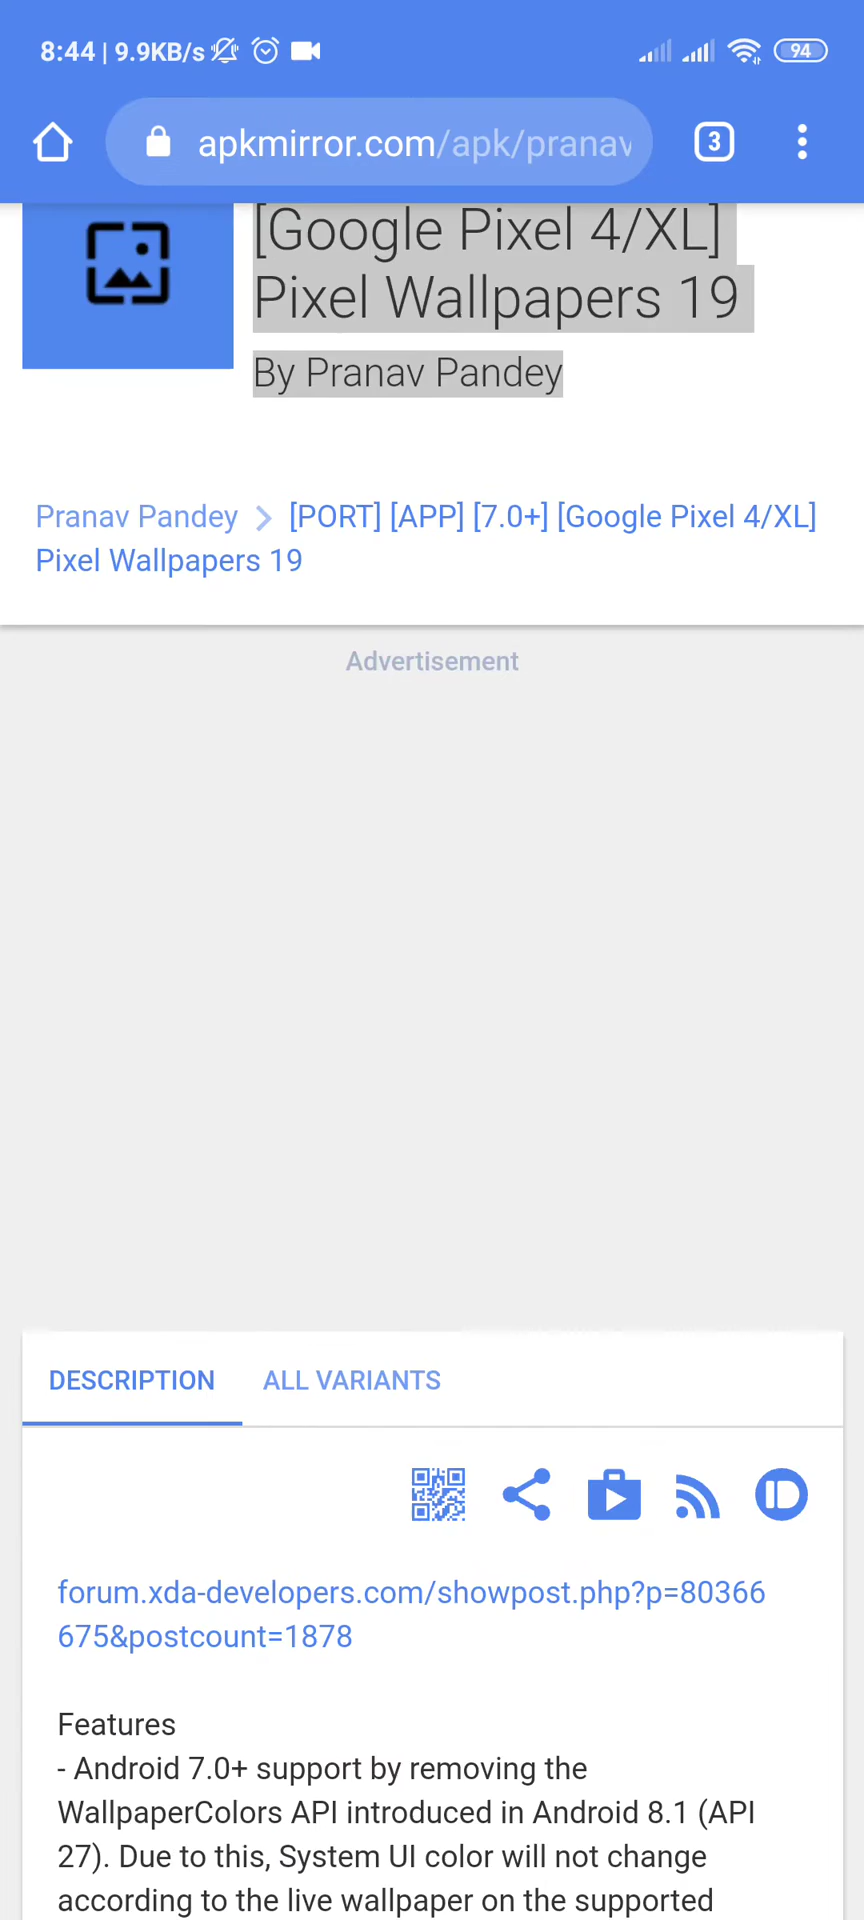 8:44 | 9.9KB/s
94
apkmirror.com/apk/pranav
3
[Google Pixel 4/XL]
Pixel Wallpapers 19
By Pranav Pandey
Pranav Pandey > [PORT] [APP] [7.0+] [Google Pixel 4/XL]
Pixel Wallpapers 19
Advertisement
DESCRIPTION ALL VARIANTS
forum.xda-developers.com/showpost.php?p=80366
675&postcount=1878
Features
- Android 7.0+ support by removing the
WallpaperColors API introduced in Android 8.1 (API
27). Due to this, System UI color will not change
according to the live wallpaper on the supported